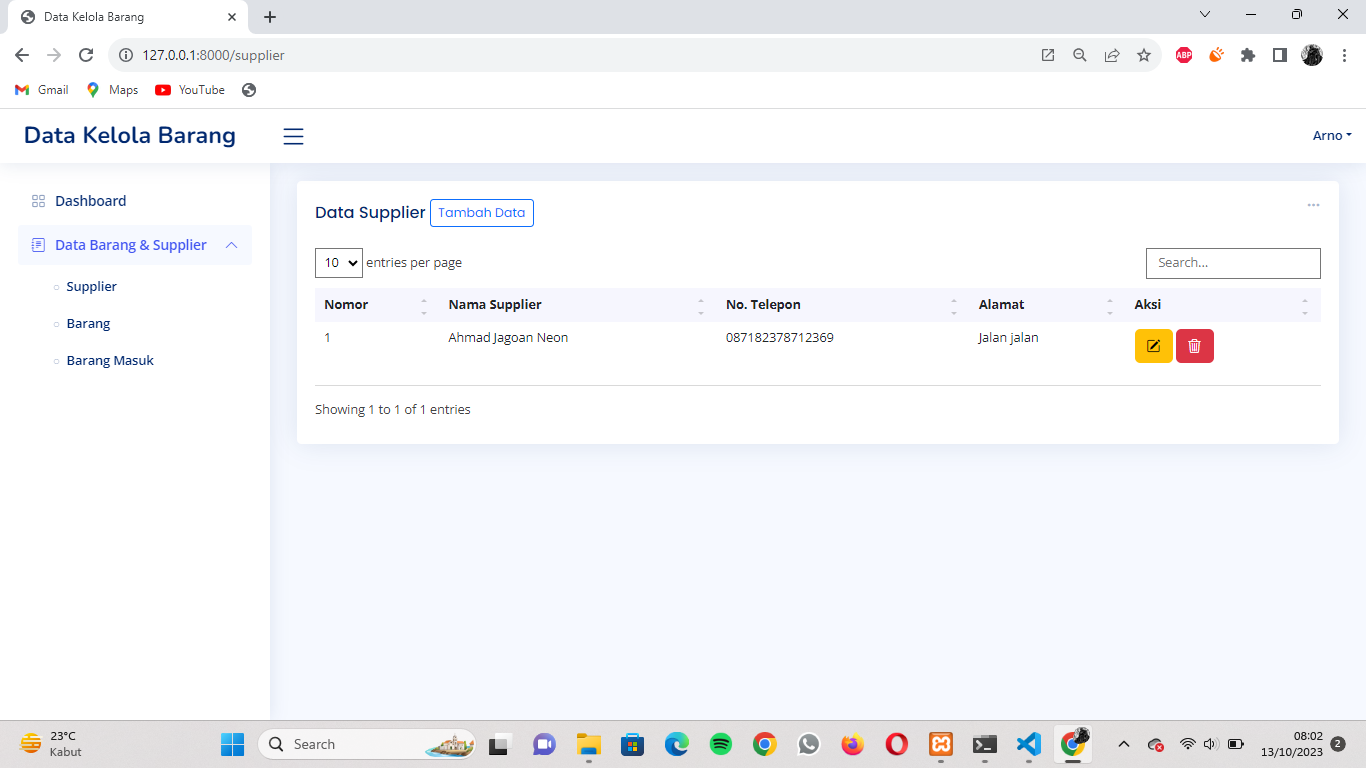 Data Kelola Barang
127.0.0.1:8000/supplier
ABP
Gmail Maps YouTube
Data Kelola Barang
Arno
Dashboard
Data Barang & Supplier
Supplier
Barang
Barang Masuk
Data Supplier Tambah Data
10 entries per page
Search...
Nomor Nama Supplier No. Telepon Alamat Aksi
1 Ahmad Jagoan Neon 087182378712369 Jalan jalan
Showing 1 to 1 of 1 entries
23°C
Kabut
Search
08:02
13/10/2023
2